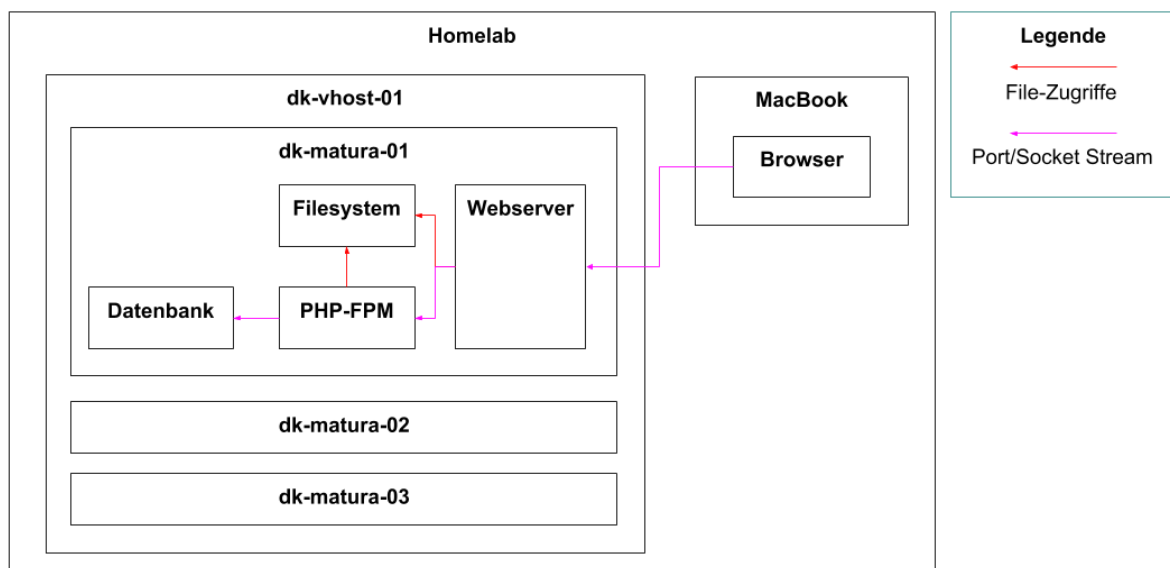 Homelab
dk-vhost-01
dk-matura-01
Filesystem
Webserver
Datenbank
PHP-FPM
dk-matura-02
dk-matura-03
MacBook
Browser
Legende
File-Zugriffe
Port/Socket Stream